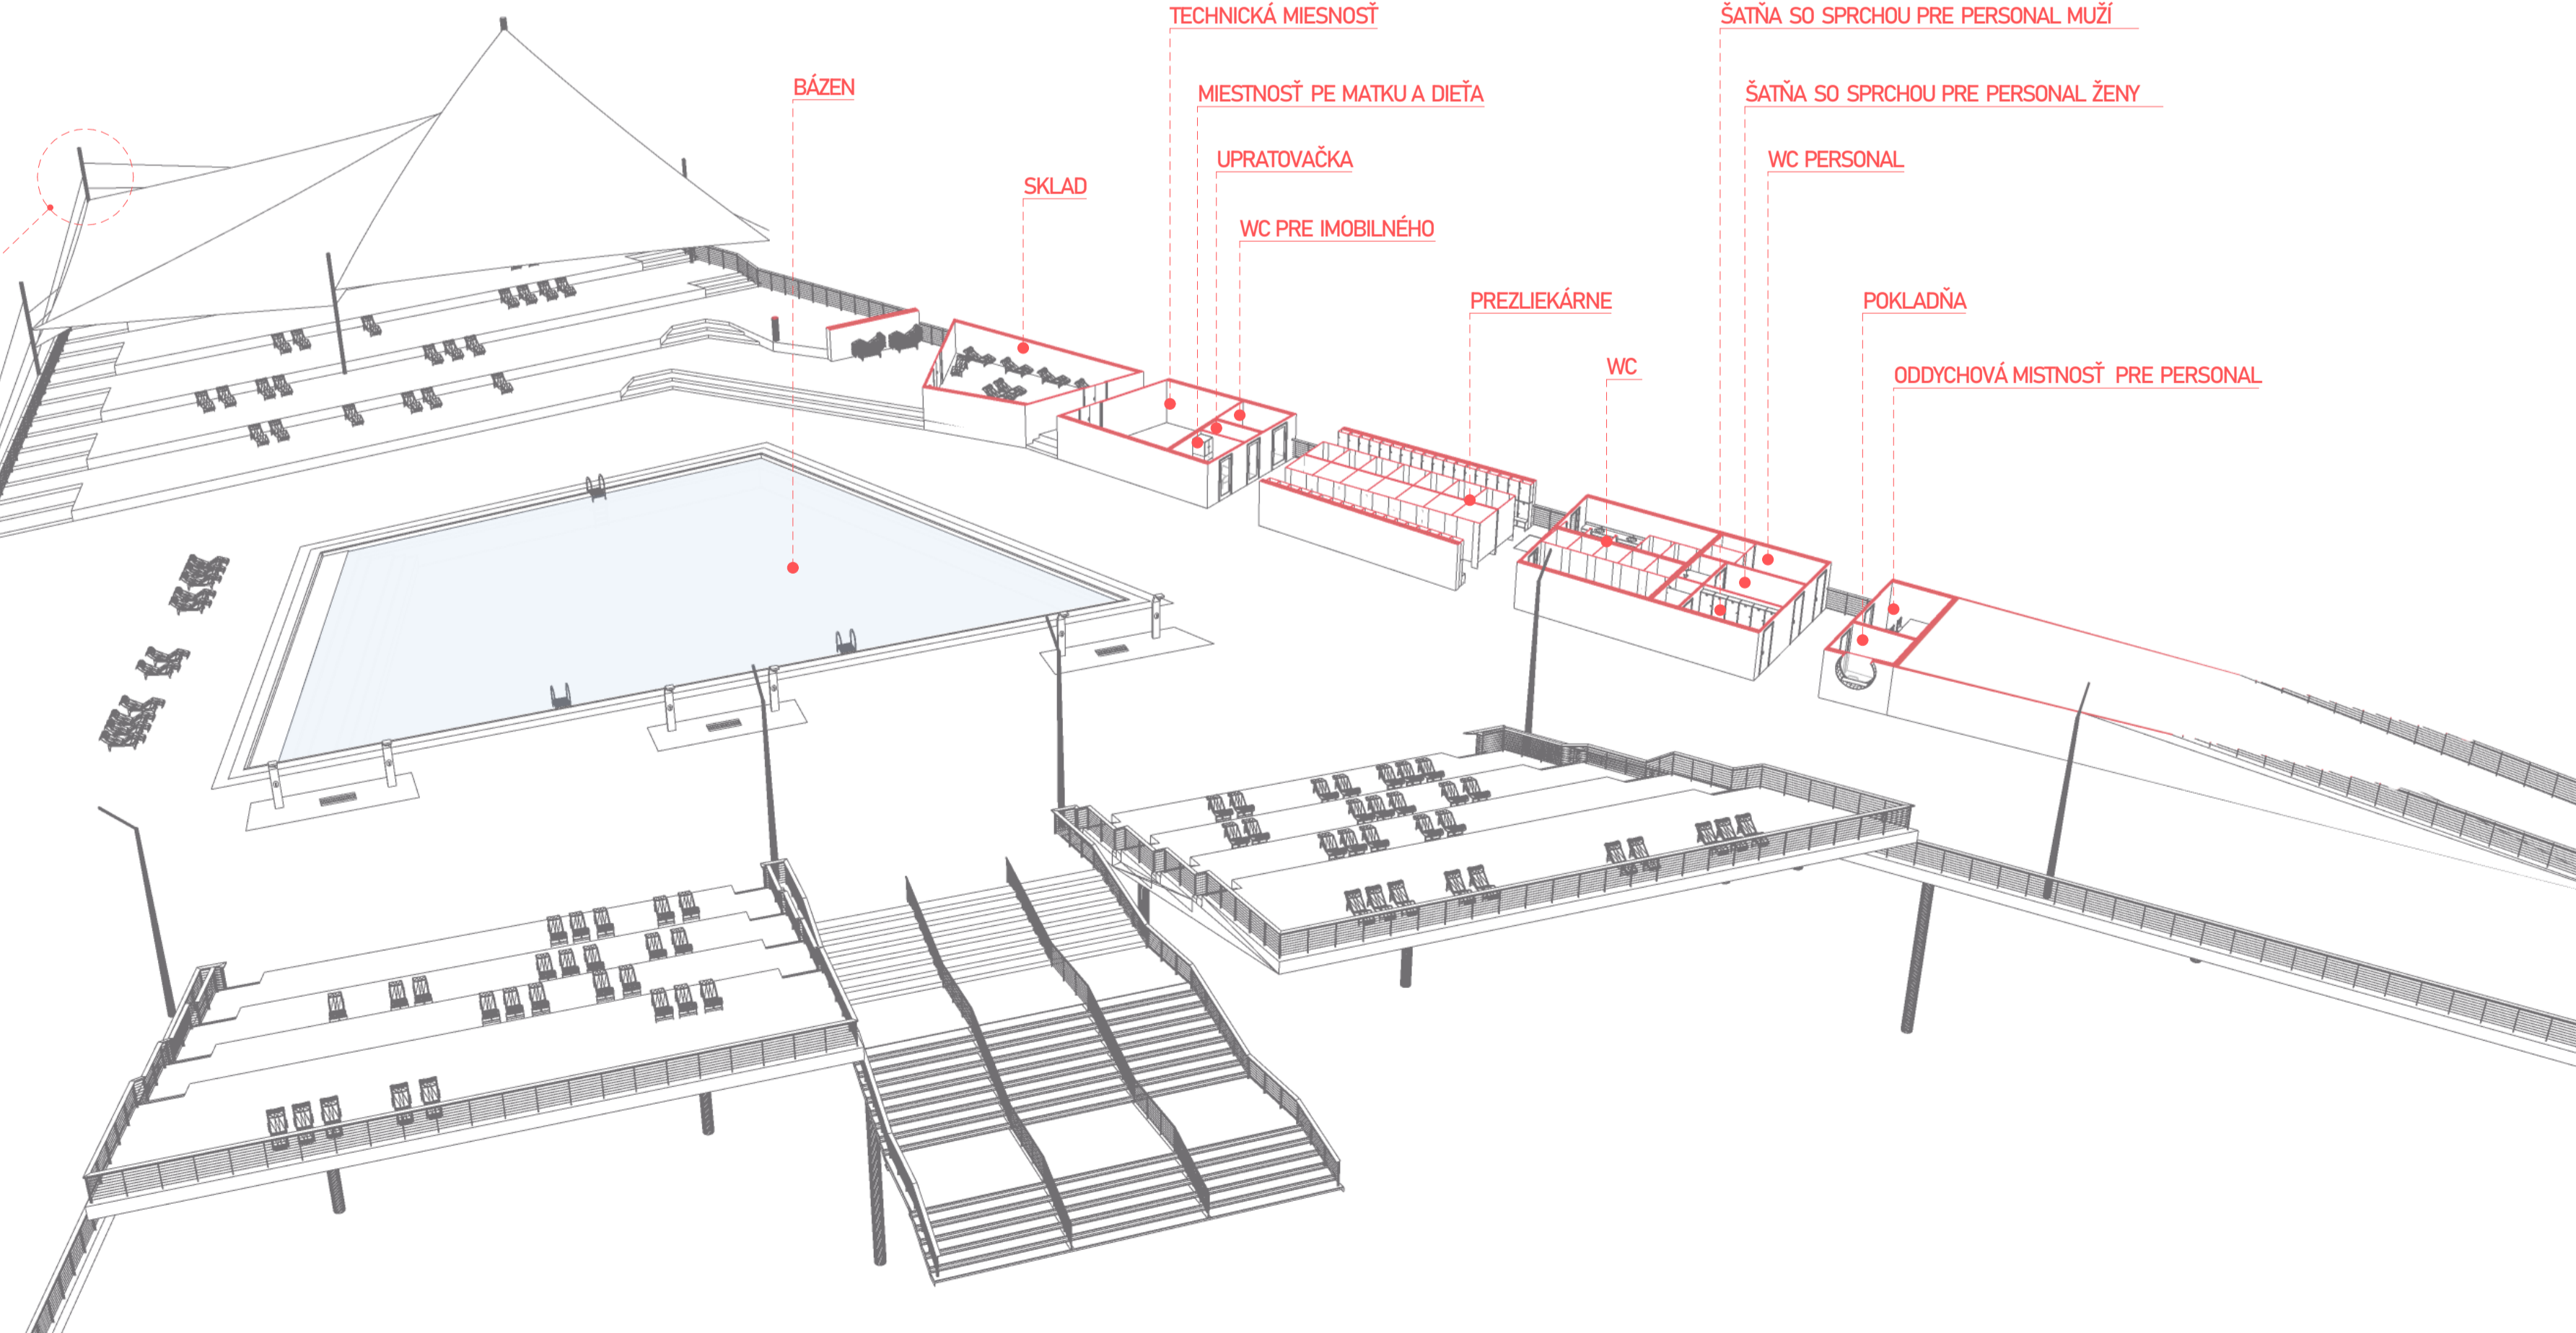 TECHNICKÁ MIESNOSŤ
ŠATŇA SO SPRCHOU PRE PERSONAL MUŽÍ
BÁZEN
MIESTNOSŤ PE MATKU A DIEŤA
ŠATŇA SO SPRCHOU PRE PERSONAL ŽENY
UPRATOVAČKA
WC PERSONAL
SKLAD
WC PRE IMOBILNÉHO
PREZLIEKÁRNE
POKLADŇA
WC
ODDYCHOVÁ MISTNOSŤ PRE PERSONAL